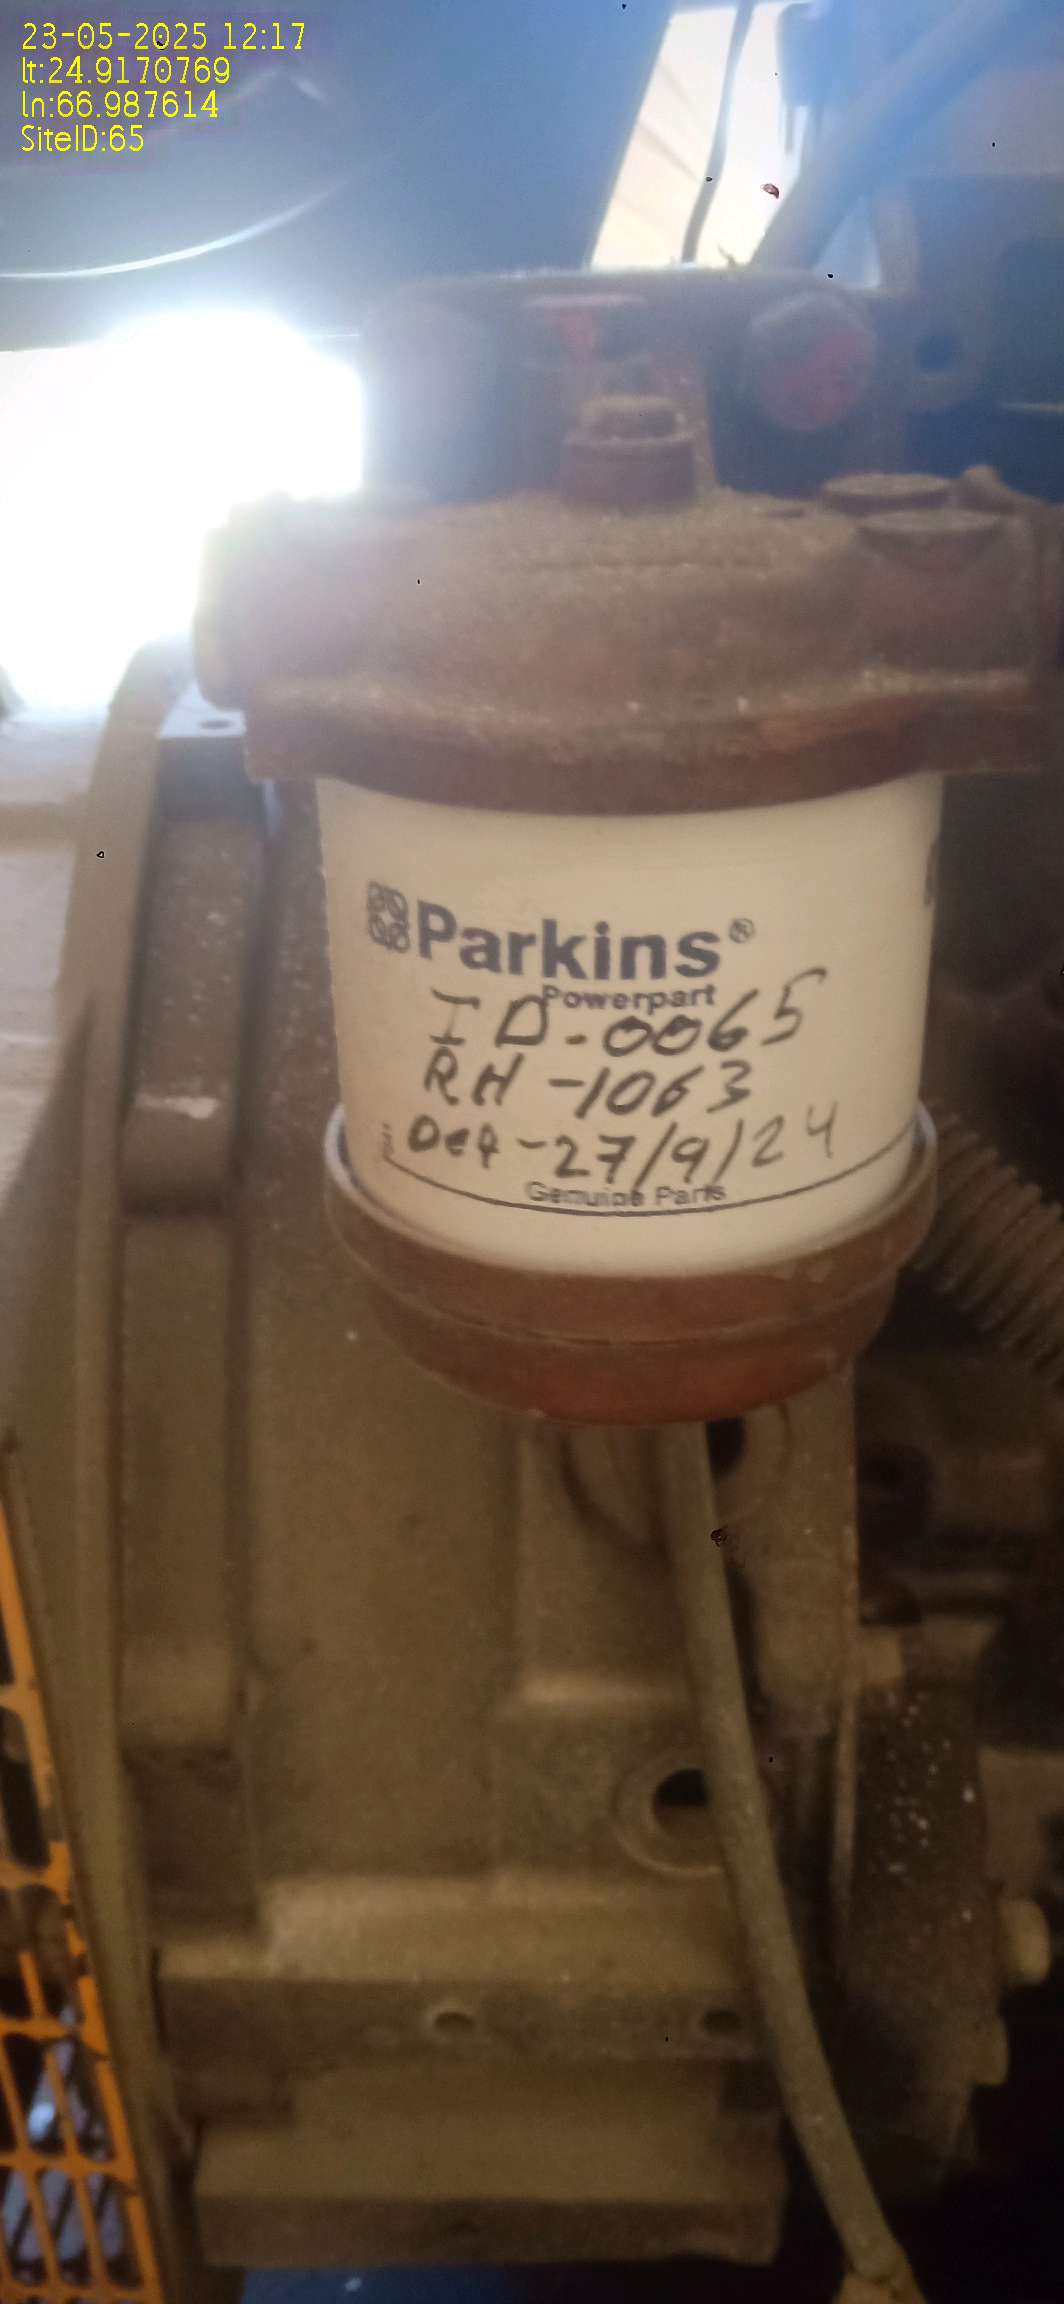 23-05-2025 12:17
lt:24.9170769
ln:66.987614
SiteID:65
Parkins®
Powerpart
ID-0065
RH-1063
-27/9/24
Genuine Parts